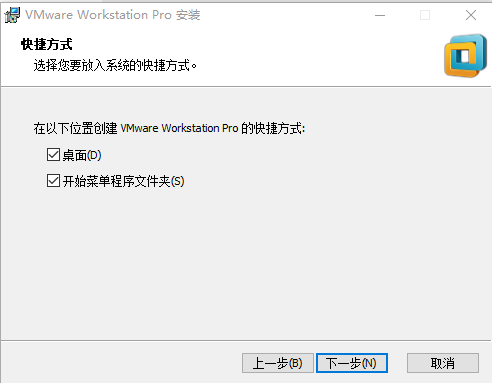 VMware Workstation Pro 安装
快捷方式
选择您要放入系统的快捷方式。
在以下位置创建 VMware Workstation Pro 的快捷方式:
桌面(D)
开始菜单程序文件夹(S)
上一步(B) 下一步(N) 取消